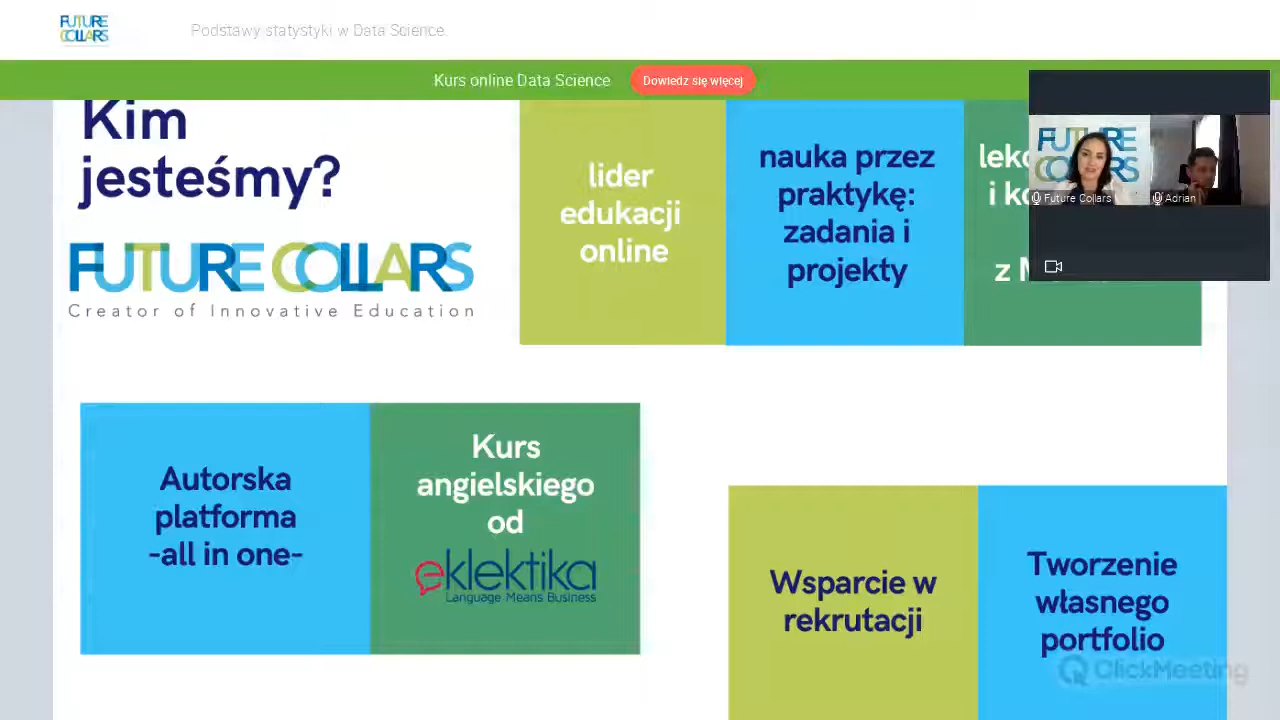 FUTURE
COLLARS
Podstawy statystyki w Data Science.
Kurs online Data Science
Dowiedz się więcej
Kim
jesteśmy?
FUTURE COLLARS
Creator of Innovative Education
lider
edukacji
online
nauka przez
praktykę:
zadania i
projekty
i
z
FUTURE
COLLARS
Future Collars
Adrian
Autorska
platforma
-all in one-
Kurs
angielskiego
od
eklektika
Language Means Business
Wsparcie w
rekrutacji
Tworzenie
własnego
portfolio
ClickMeeting